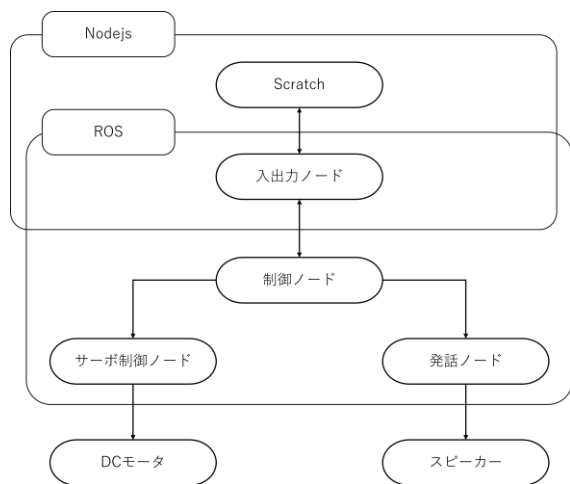 Nodejs
Scratch
ROS
入出力ノード
制御ノード
サーボ制御ノード
発話ノード
DCモータ
スピーカー